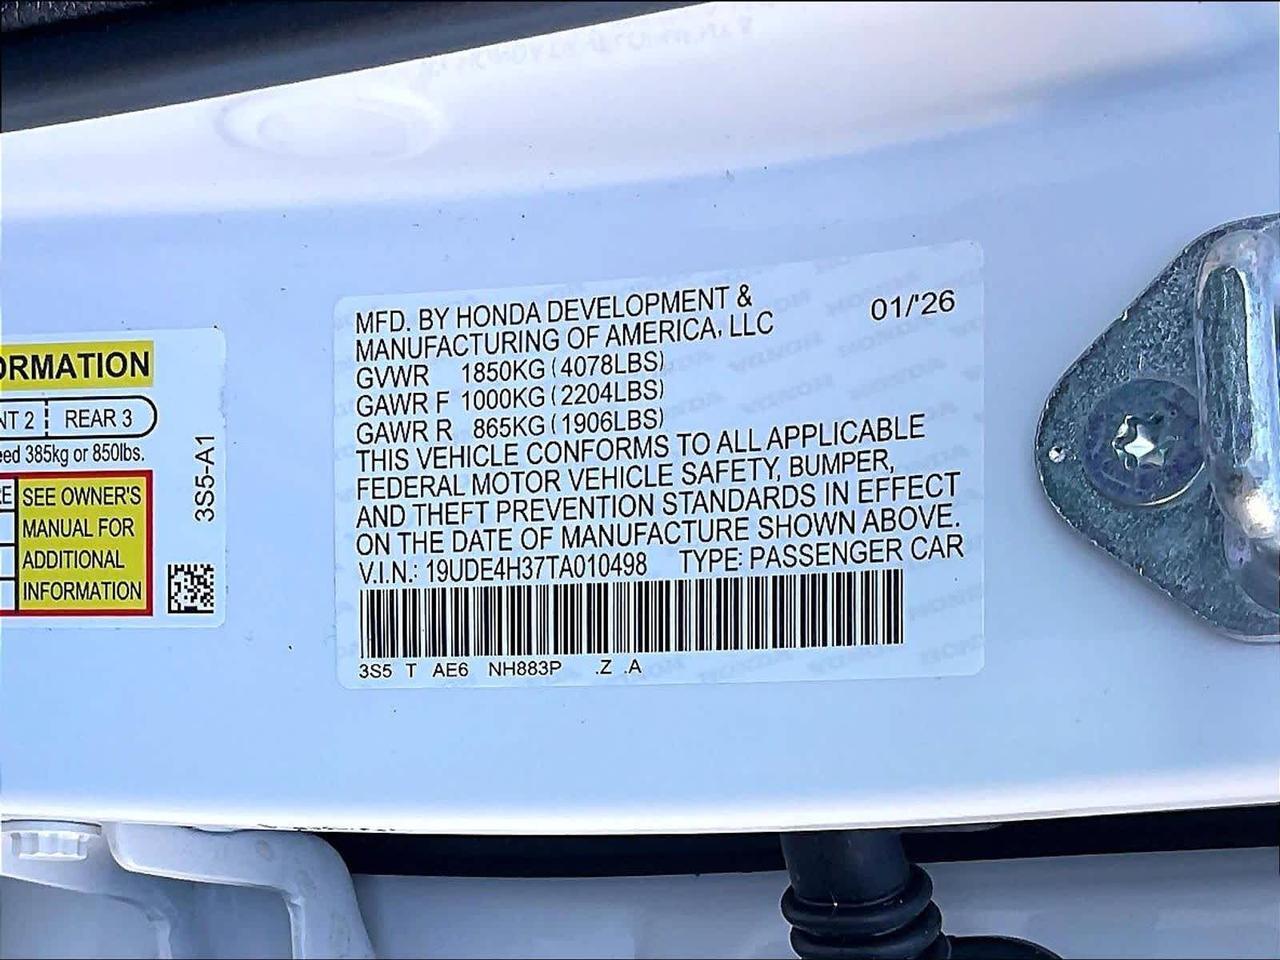 ORMATION
NT 2 REAR 3
eed 385kg or 850lbs.
RE SEE OWNER'S
MANUAL FOR
ADDITIONAL
INFORMATION
3S5-A1
MFD. BY HONDA DEVELOPMENT &
MANUFACTURING OF AMERICA, LLC
01/'26
GVWR 1850KG (4078LBS)
GAWR F 1000KG (2204LBS)
GAWR R 865KG (1906LBS)
THIS VEHICLE CONFORMS TO ALL APPLICABLE
FEDERAL MOTOR VEHICLE SAFETY, BUMPER,
AND THEFT PREVENTION STANDARDS IN EFFECT
ON THE DATE OF MANUFACTURE SHOWN ABOVE.
V.I.N.: 19UDE4H37TA010498 TYPE: PASSENGER CAR
3S5 T AE6 NH883P .Z .A